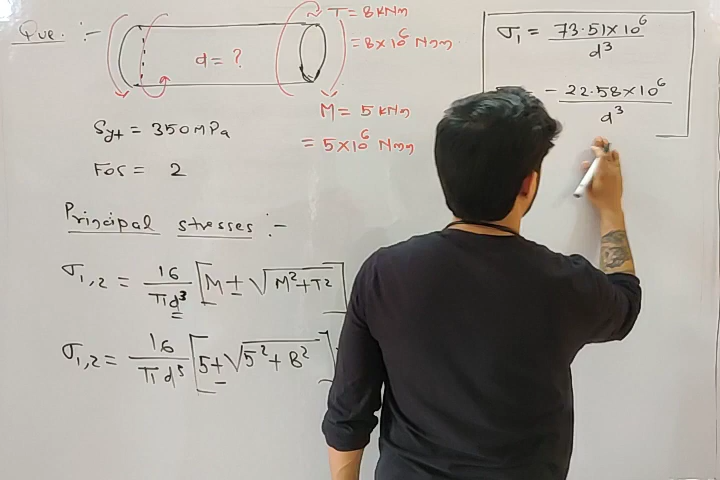 Que. :-
~ T = 8 kNm
= 8×10⁶ Nmm.
d = ?
M = 5 kNm
= 5×10⁶ Nmm
Syt = 350 MPa
FOS = 2
Principal stresses :-
σ₁,₂ = 16/πd³ [M ± √M²+T²]
σ₁,₂ = 16/πd³ [5 ± √5²+8²]
σ₁ = 73.51×10⁶/d³
-22.58×10⁶/d³